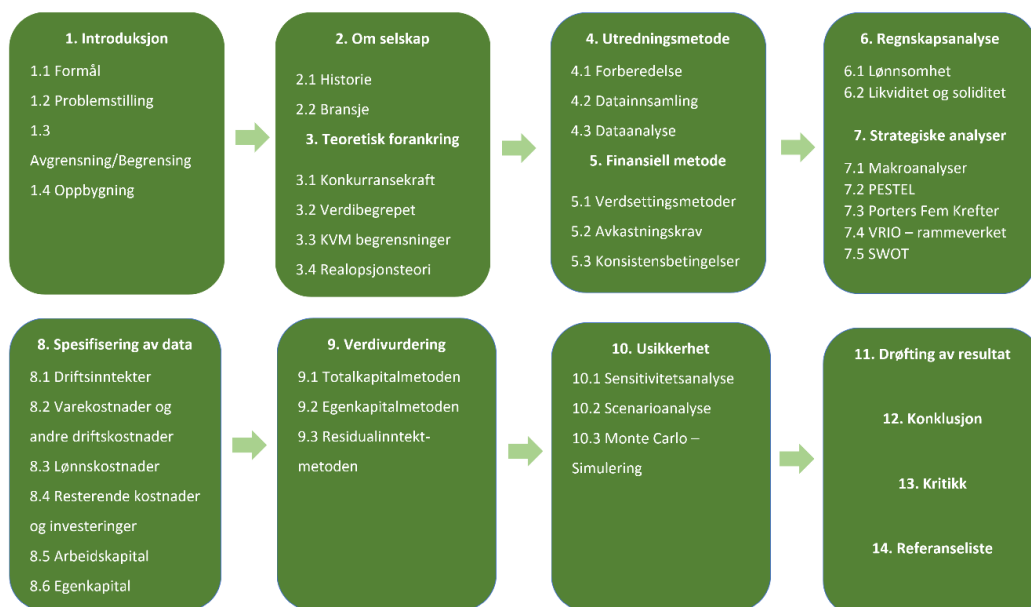 1. Introduksjon
1.1 Formål
1.2 Problemstilling
1.3
Avgrensning/Begrensing
1.4 Oppbygning
2. Om selskap
2.1 Historie
2.2 Bransje
3. Teoretisk forankring
3.1 Konkurransekraft
3.2 Verdibegrepet
3.3 KVM begrensninger
3.4 Realopsjonsteori
4. Utredningsmetode
4.1 Forberedelse
4.2 Datainnsamling
4.3 Dataanalyse
5. Finansiell metode
5.1 Verdsettingsmetoder
5.2 Avkastningskrav
5.3 Konsistensbetingelser
6. Regnskapsanalyse
6.1 Lønnsomhet
6.2 Likviditet og soliditet
7. Strategiske analyser
7.1 Makroanalyser
7.2 PESTEL
7.3 Porters Fem Krefter
7.4 VRIO – rammeverket
7.5 SWOT
8. Spesifisering av data
8.1 Driftsinntekter
8.2 Varekostnader og
andre driftskostnader
8.3 Lønnskostnader
8.4 Resterende kostnader
og investeringer
8.5 Arbeidskapital
8.6 Egenkapital
9. Verdivurdering
9.1 Totalkapitalmetoden
9.2 Egenkapitalmetoden
9.3 Residualinntekt-
metoden
10. Usikkerhet
10.1 Sensitivitetsanalyse
10.2 Scenarioanalyse
10.3 Monte Carlo –
Simulering
11. Drøfting av resultat
12. Konklusjon
13. Kritikk
14. Referanseliste